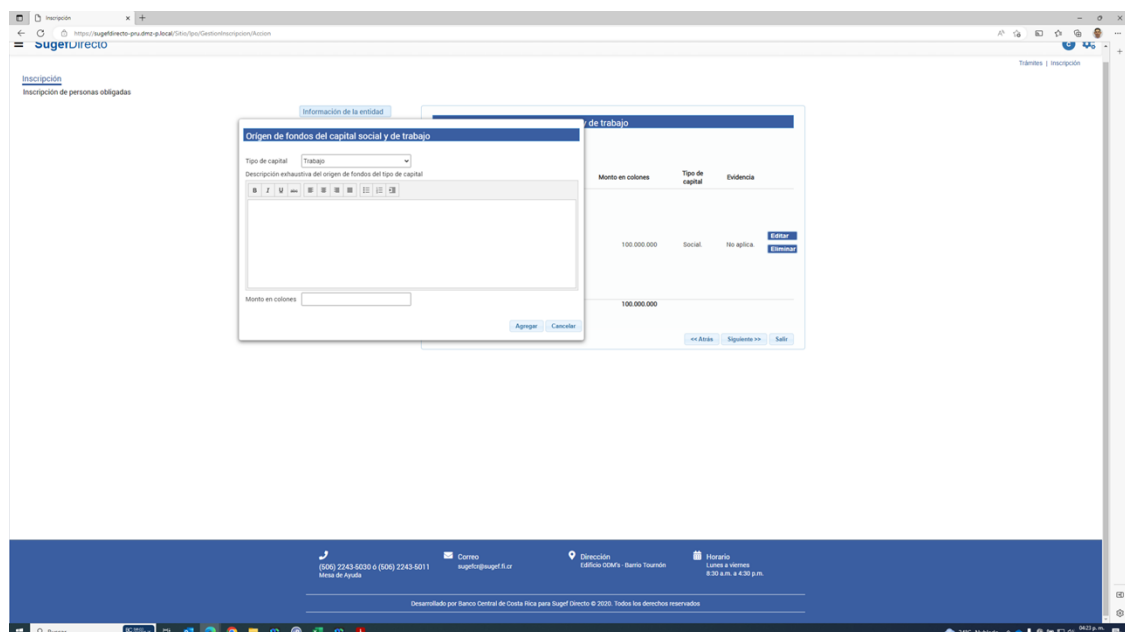 Inscripción
https://sugefdirecto-pru.dmz-p.local/Sitio/Ipo/GestionInscripcion/Accion
SugefDirecto
C
Trámites | Inscripción
Inscripción
Inscripción de personas obligadas
Información de la entidad
y de trabajo
Origen de fondos del capital social y de trabajo
Tipo de capital Trabajo
Descripción exhaustiva del origen de fondos del tipo de capital
B I U abc
Monto en colones Tipo de capital Evidencia
100.000.000 Social. No aplica. Editar
Eliminar
Monto en colones
100.000.000
Agregar Cancelar
<< Atrás Siguiente >> Salir
Correo
Dirección
Horario
(506) 2243-5030 ó (506) 2243-5011
sugefcr@sugef.fi.cr
Edificio ODM's - Barrio Tournón
Lunes a viernes
Mesa de Ayuda
8:30 a.m. a 4:30 p.m.
Desarrollado por Banco Central de Costa Rica para Sugef Directo © 2020. Todos los derechos reservados
04:23 p. m.